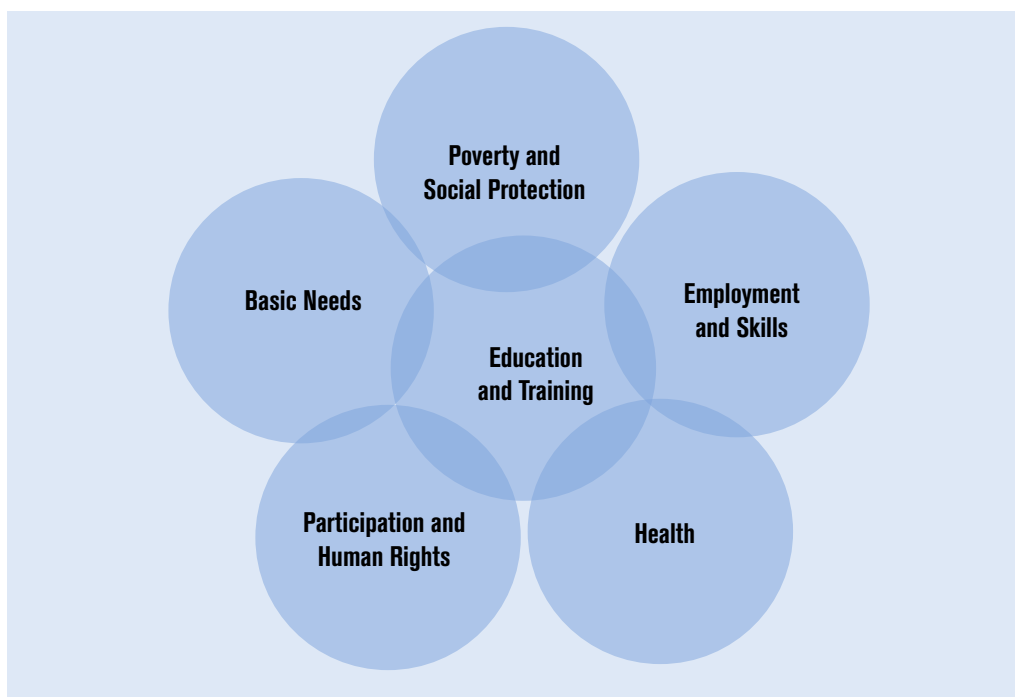 Poverty and
Social Protection
Basic Needs
Employment
and Skills
Education
and Training
Participation and
Human Rights
Health